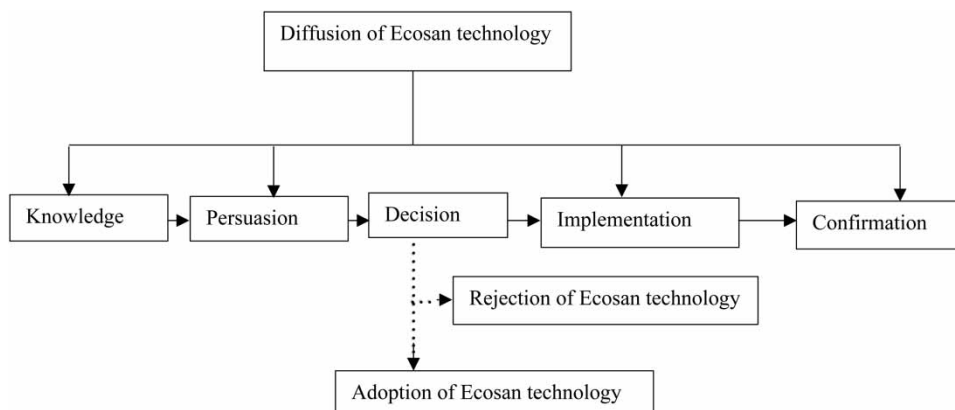 Diffusion of Ecosan technology
Knowledge
Persuasion
Decision
Implementation
Confirmation
Rejection of Ecosan technology
Adoption of Ecosan technology